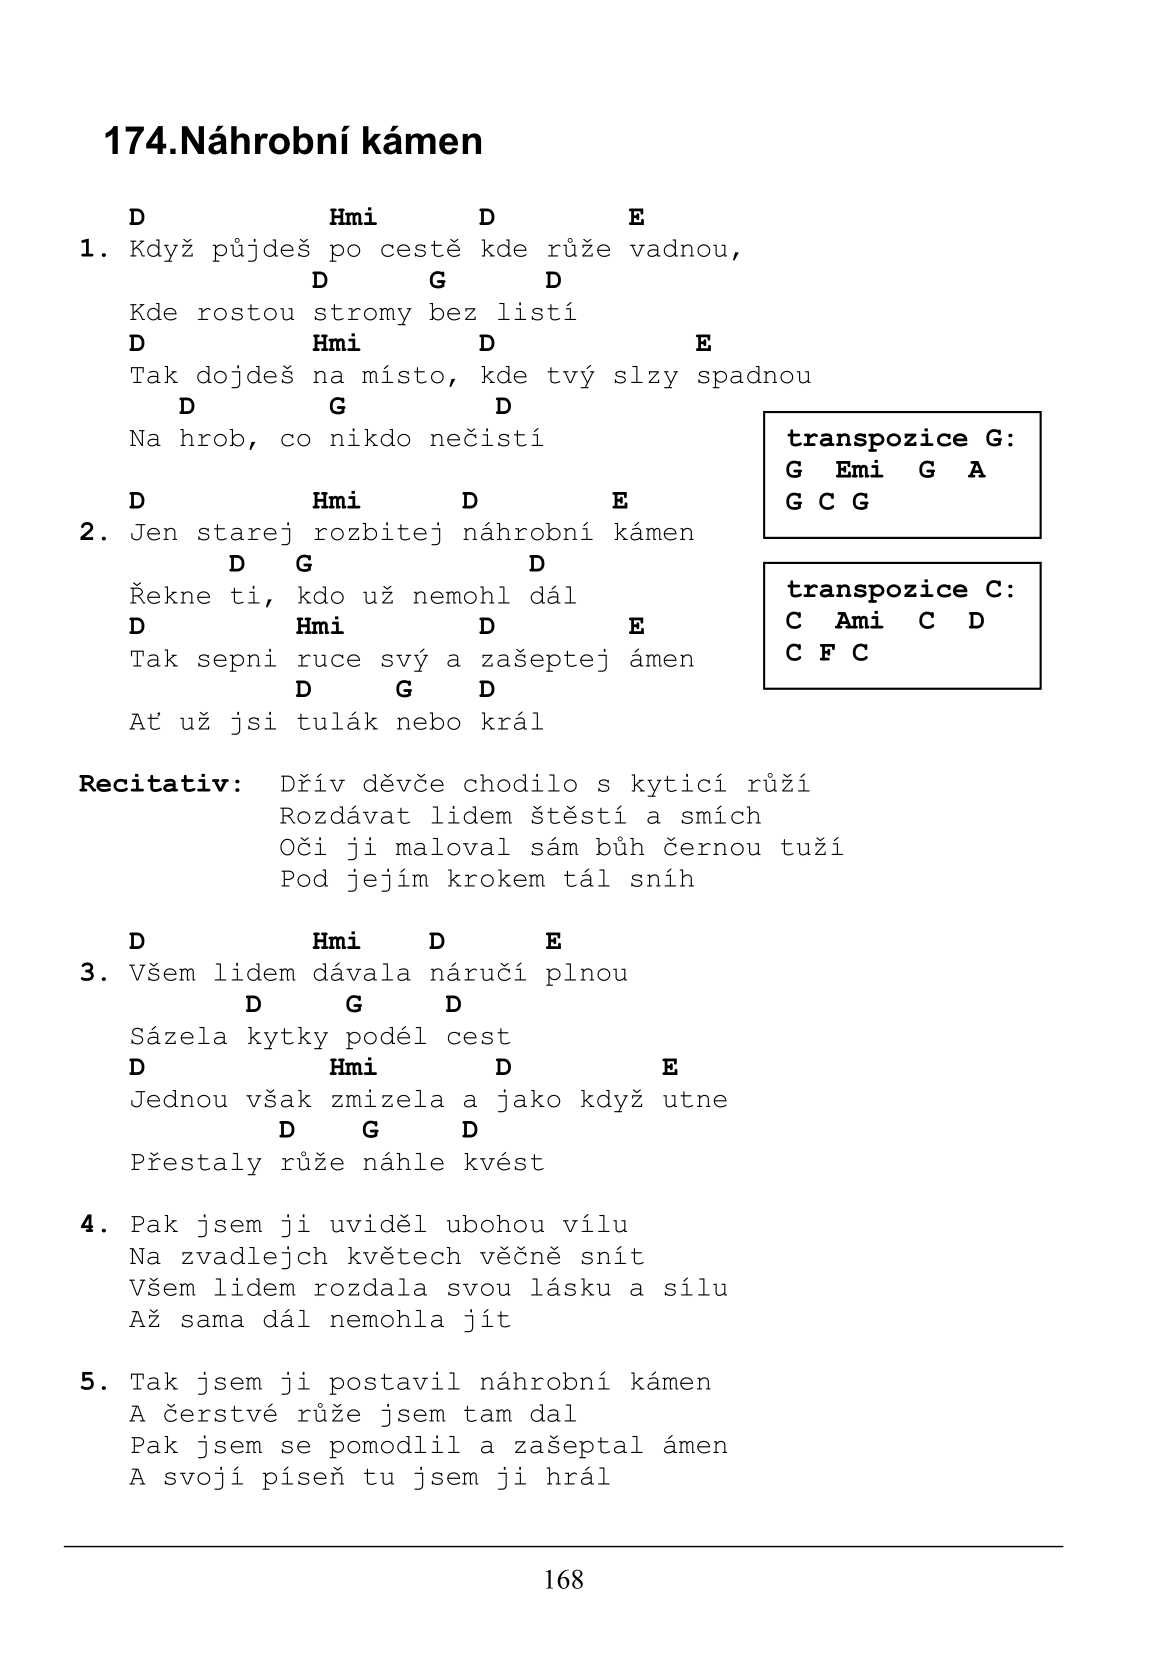 174.Náhrobní kámen
D Hmi D E
1. Když půjdeš po cestě kde růže vadnou,
D G D
Kde rostou stromy bez listí
D Hmi D E
Tak dojdeš na místo, kde tvý slzy spadnou
D G D
Na hrob, co nikdo nečistí
transpozice G:
G Emi G A
G C G
D Hmi D E
2. Jen starej rozbitej náhrobní kámen
D G D
Řekne ti, kdo už nemohl dál
D Hmi D E
Tak sepni ruce svý a zašeptej ámen
D G D
Ať už jsi tulák nebo král
transpozice C:
C Ami C D
C F C
Recitativ: Dřív děvče chodilo s kyticí růží
Rozdávat lidem štěstí a smích
Oči ji maloval sám bůh černou tuží
Pod jejím krokem tál sníh
D Hmi D E
3. Všem lidem dávala náručí plnou
D G D
Sázela kytky podél cest
D Hmi D E
Jednou však zmizela a jako když utne
D G D
Přestaly růže náhle kvést
4. Pak jsem ji uviděl ubohou vílu
Na zvadlejch květech věčně snít
Všem lidem rozdala svou lásku a sílu
Až sama dál nemohla jít
5. Tak jsem ji postavil náhrobní kámen
A čerstvé růže jsem tam dal
Pak jsem se pomodlil a zašeptal ámen
A svojí píseň tu jsem ji hrál
168